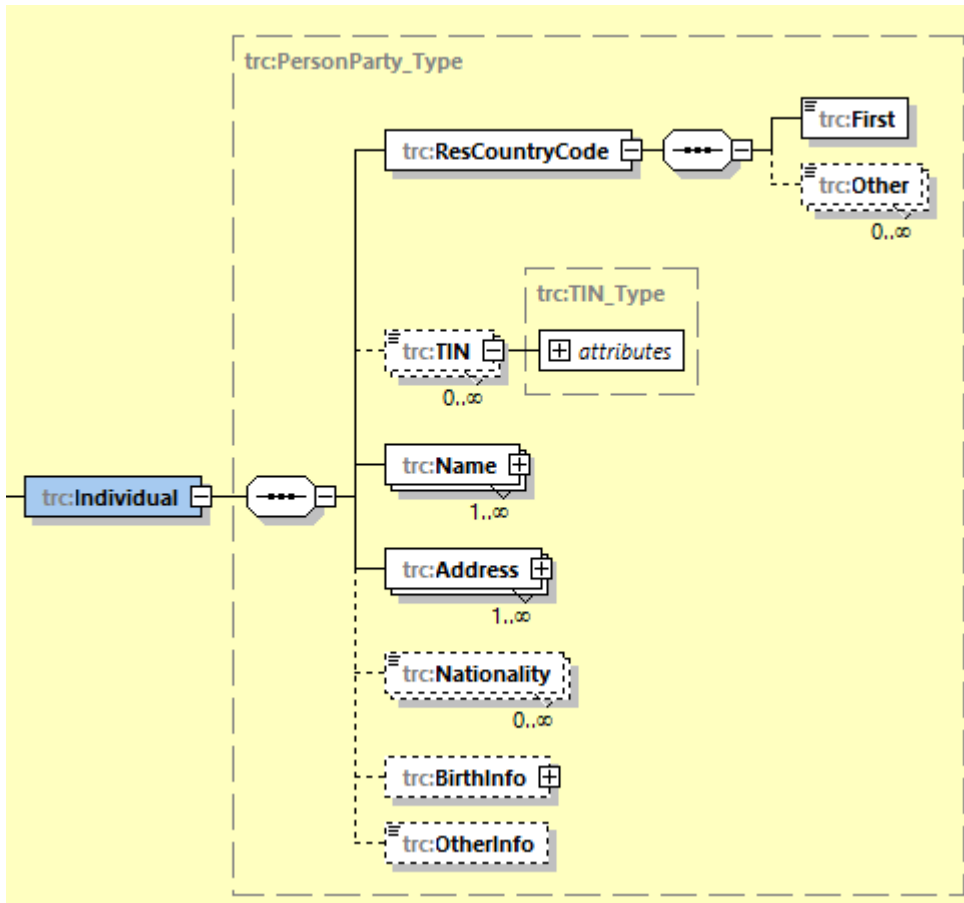 trc:PersonParty_Type
trc:ResCountryCode
trc:First
trc:Other
0..∞
trc:TIN_Type
trc:TIN
attributes
0..∞
trc:Name
1..∞
trc:Individual
trc:Address
1..∞
trc:Nationality
0..∞
trc:BirthInfo
trc:OtherInfo